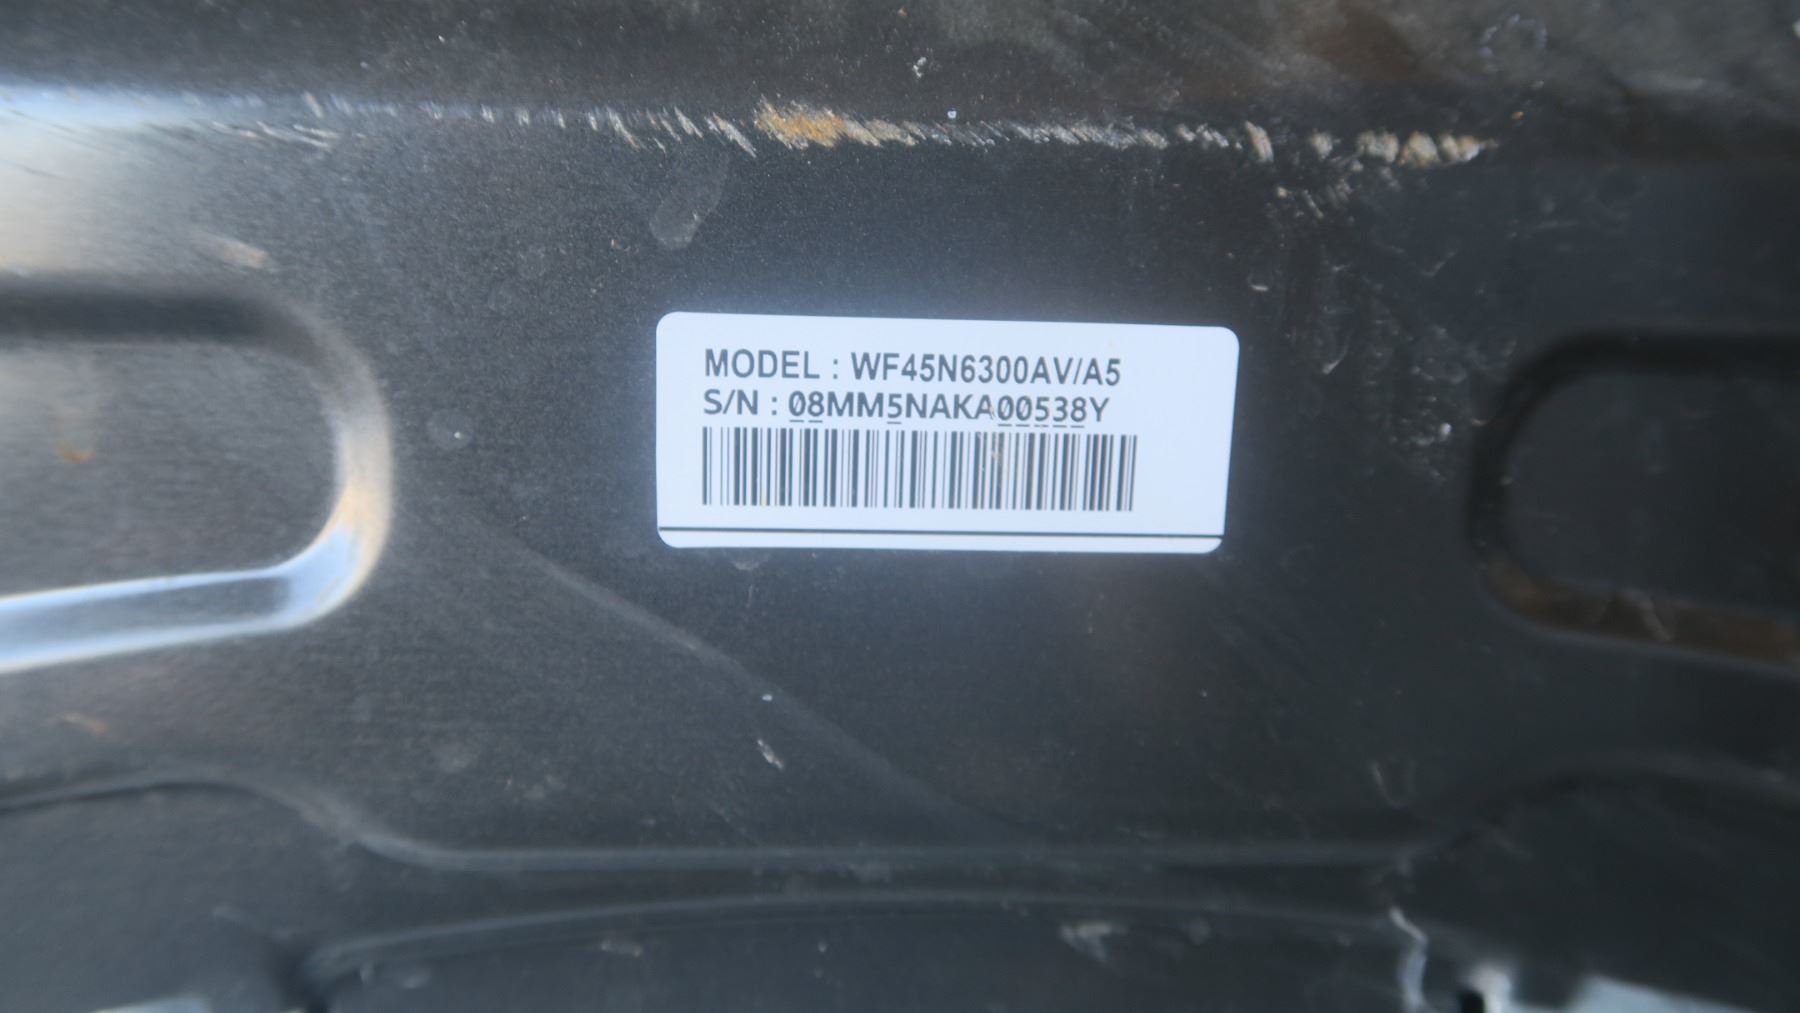 MODEL : WF45N6300AV/A5
S/N : 08MM5NAKA00538Y